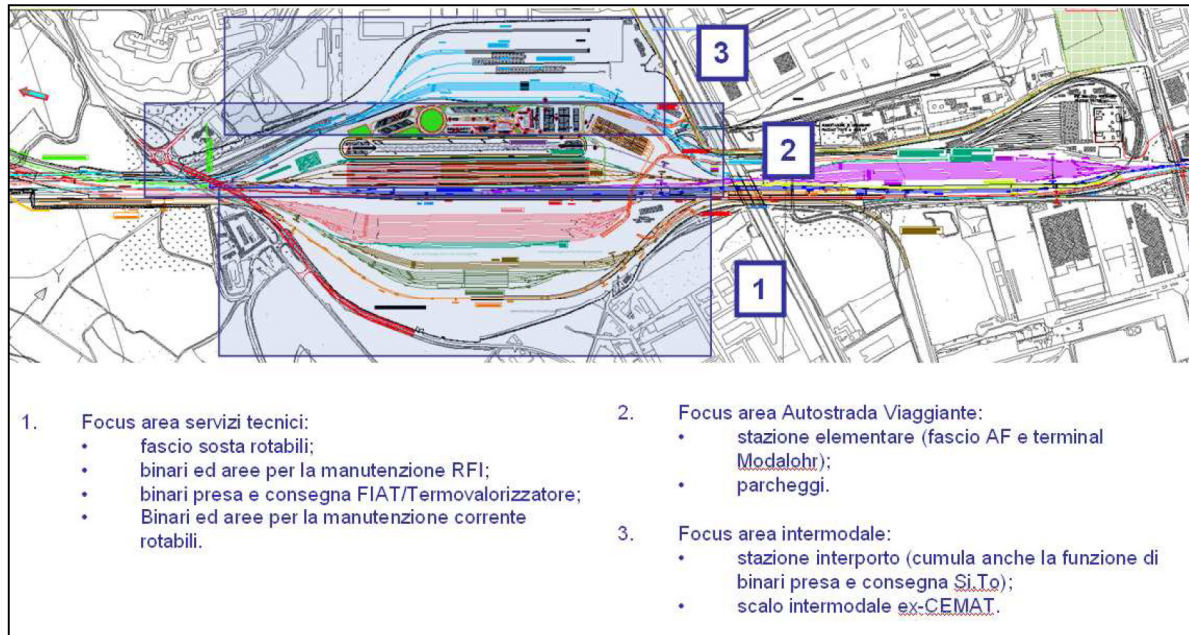 3
2
1
1. Focus area servizi tecnici:
• fascio sosta rotabili;
• binari ed aree per la manutenzione RFI;
• binari presa e consegna FIAT/Termovalorizzatore;
• Binari ed aree per la manutenzione corrente
rotabili.
2. Focus area Autostrada Viaggiante:
• stazione elementare (fascio AF e terminal
Modalohr);
• parcheggi.
3. Focus area intermodale:
• stazione interporto (cumula anche la funzione di
binari presa e consegna Si.To);
• scalo intermodale ex-CEMAT.